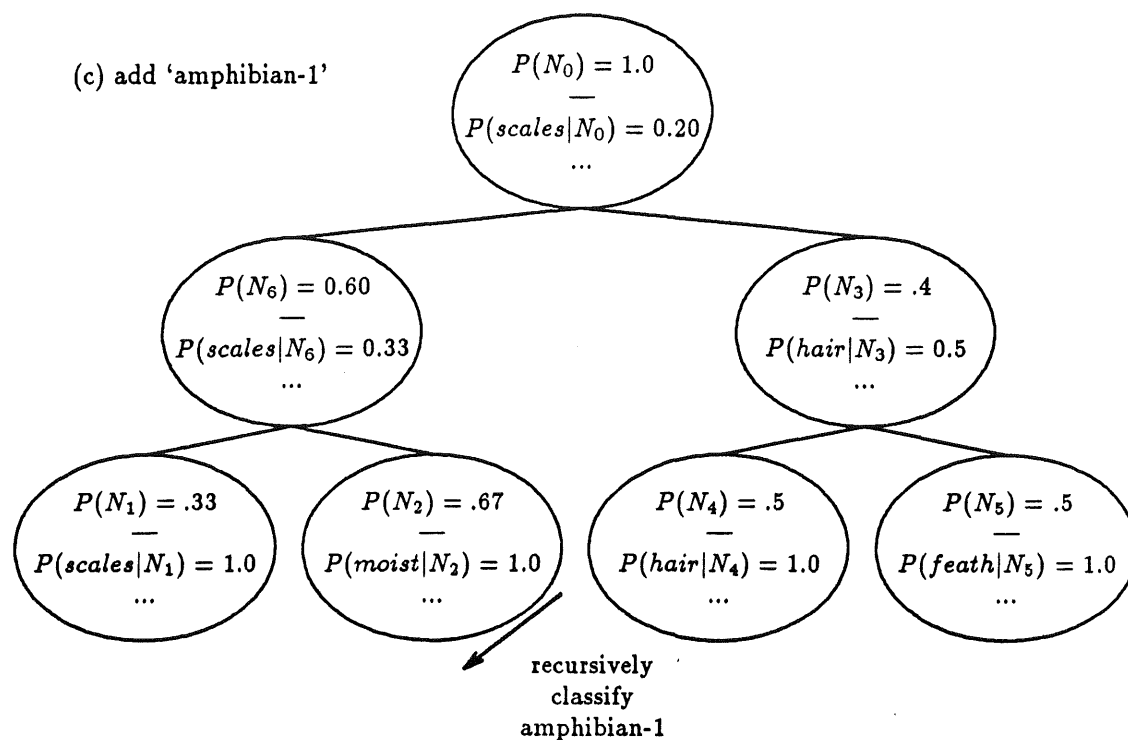 (c) add ‘amphibian-1’
P(N₀) = 1.0
—
P(scales|N₀) = 0.20
...
P(N₆) = 0.60
—
P(scales|N₆) = 0.33
...
P(N₃) = .4
—
P(hair|N₃) = 0.5
...
P(N₁) = .33
—
P(scales|N₁) = 1.0
...
P(N₂) = .67
—
P(moist|N₂) = 1.0
...
P(N₄) = .5
—
P(hair|N₄) = 1.0
...
P(N₅) = .5
—
P(feath|N₅) = 1.0
...
recursively
classify
amphibian-1